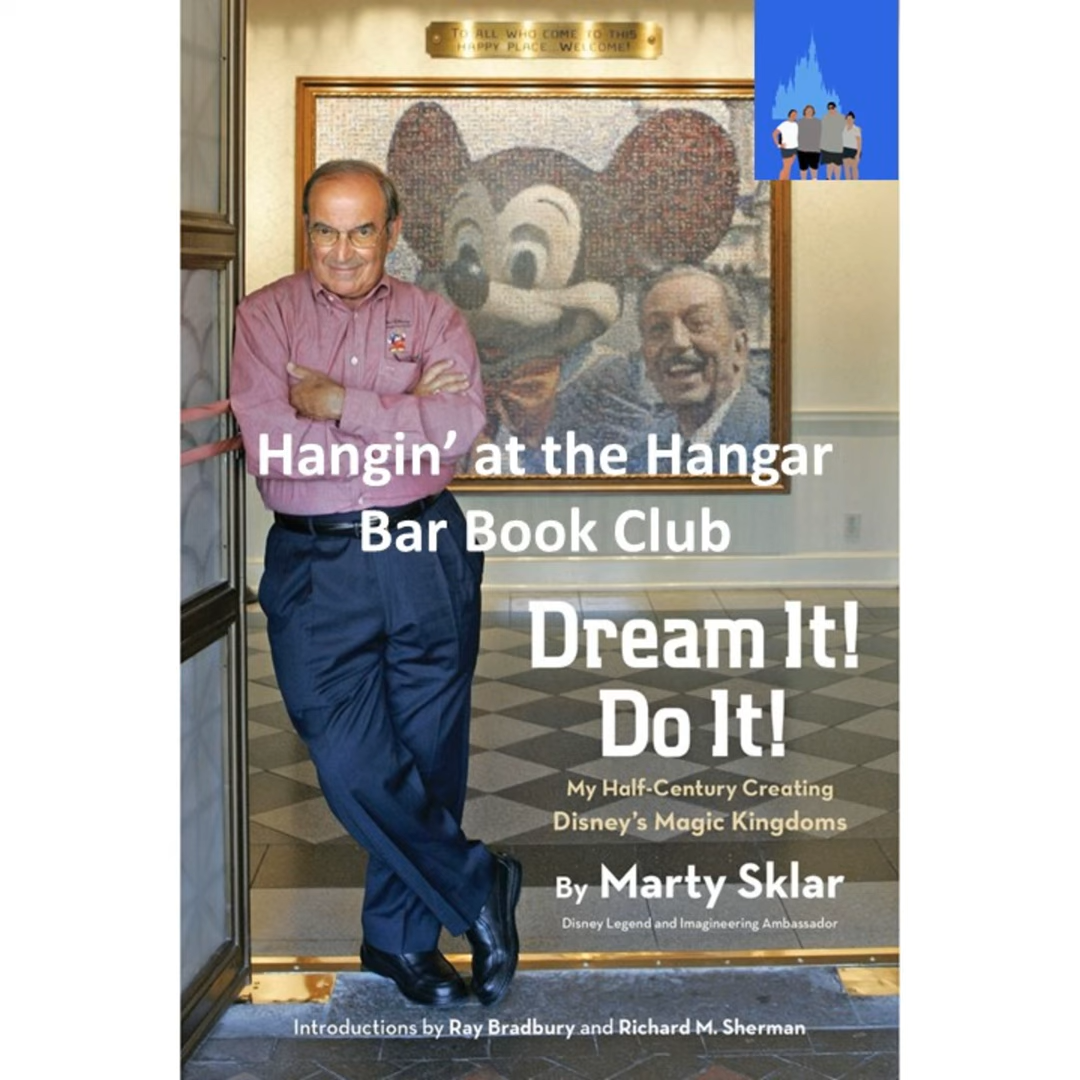 TO ALL WHO COME TO THIS
HAPPY PLACE...WELCOME!
Hangin’ at the Hangar
Bar Book Club
Dream It!
Do It!
My Half-Century Creating
Disney’s Magic Kingdoms
By Marty Sklar
Disney Legend and Imagineering Ambassador
Introductions by Ray Bradbury and Richard M. Sherman